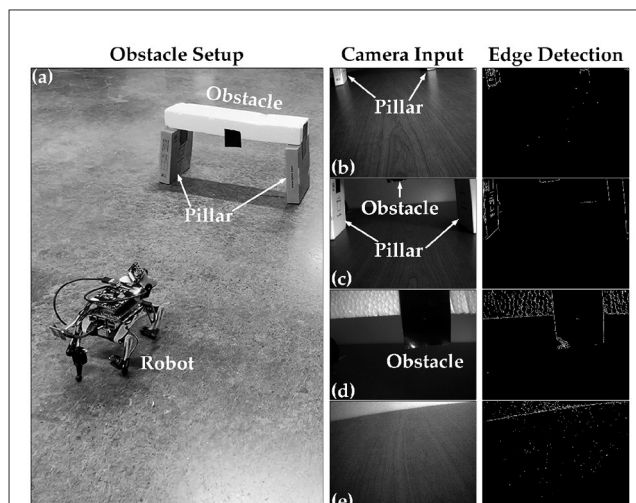 Obstacle Setup
Camera Input
Edge Detection
(a)
Obstacle
Pillar
Robot
Pillar
(b)
Obstacle
Pillar
(c)
Obstacle
(d)
(e)